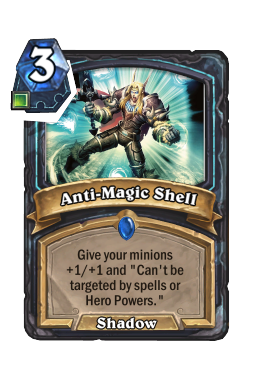 3
Anti-Magic Shell
Give your minions
+1/+1 and "Can't be
targeted by spells or
Hero Powers."
Shadow